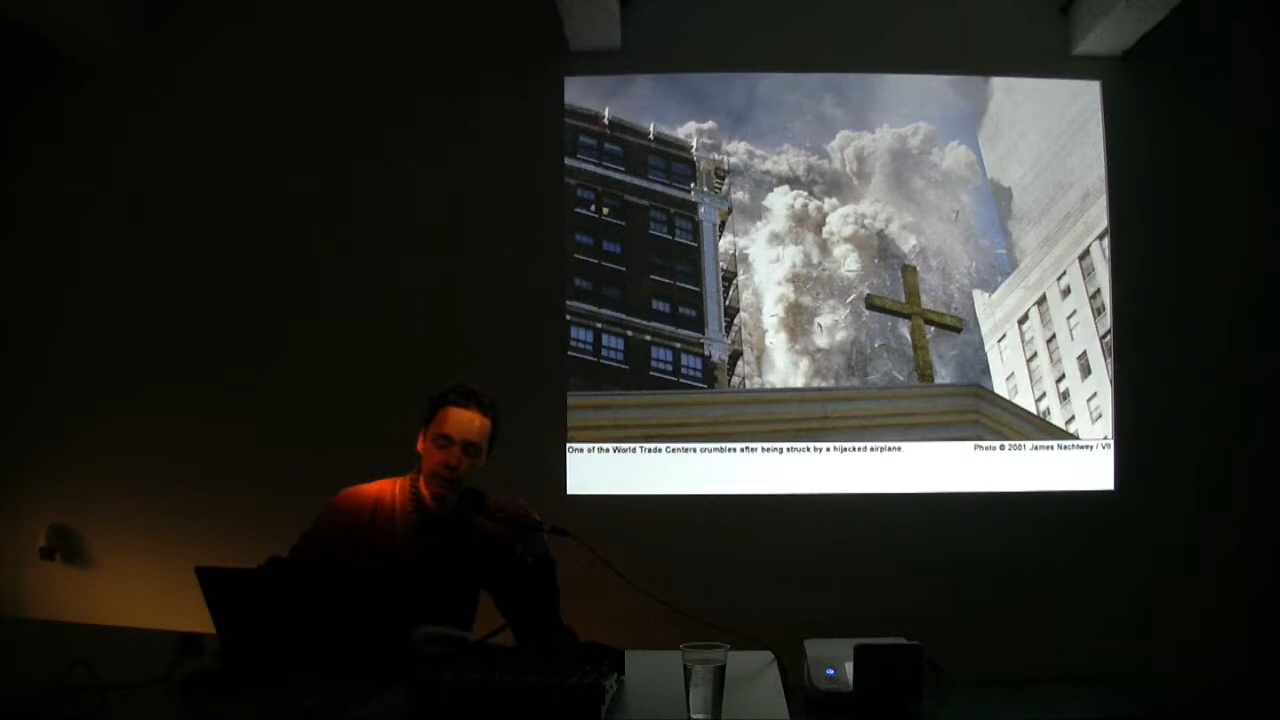 One of the World Trade Centers crumbles after being struck by a hijacked airplane.
Photo © 2001 James Nachtwey / VII